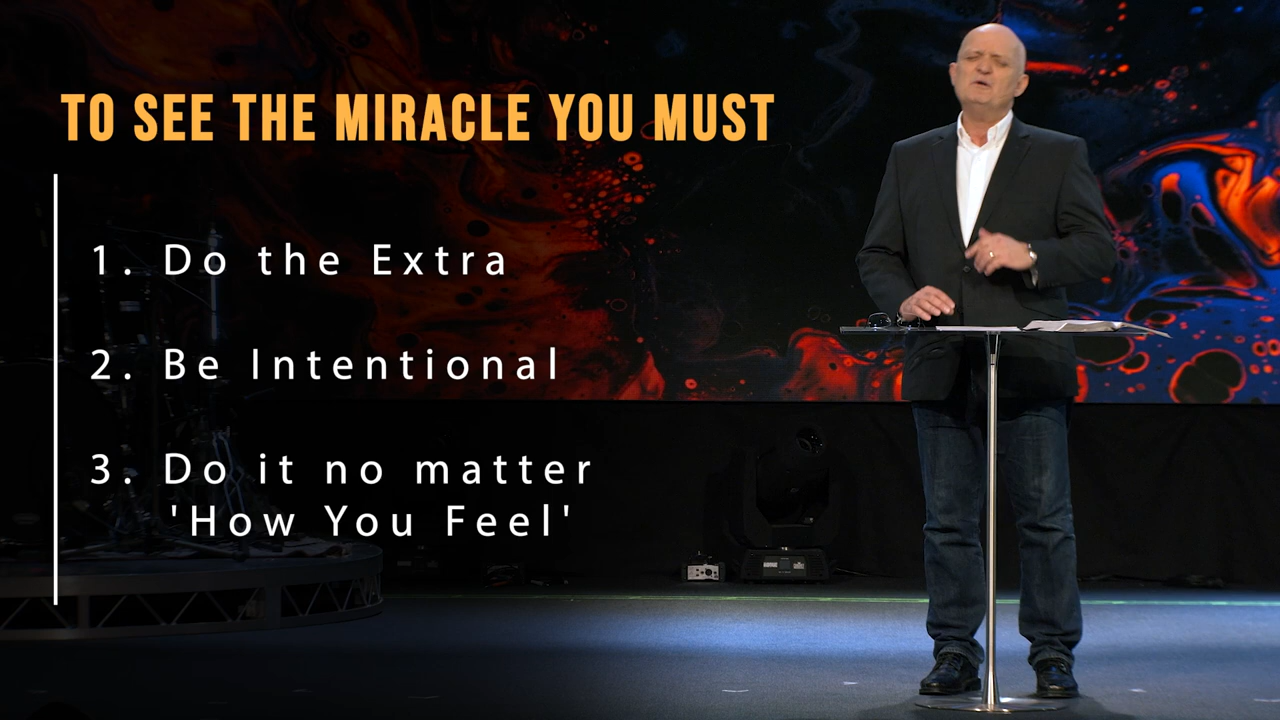 TO SEE THE MIRACLE YOU MUST
1. Do the Extra
2. Be Intentional
3. Do it no matter
'How You Feel'